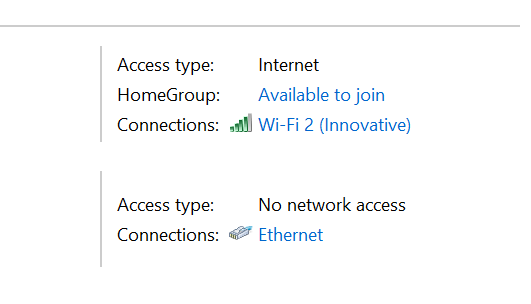 Access type: Internet
HomeGroup: Available to join
Connections: Wi-Fi 2 (Innovative)
Access type: No network access
Connections: Ethernet